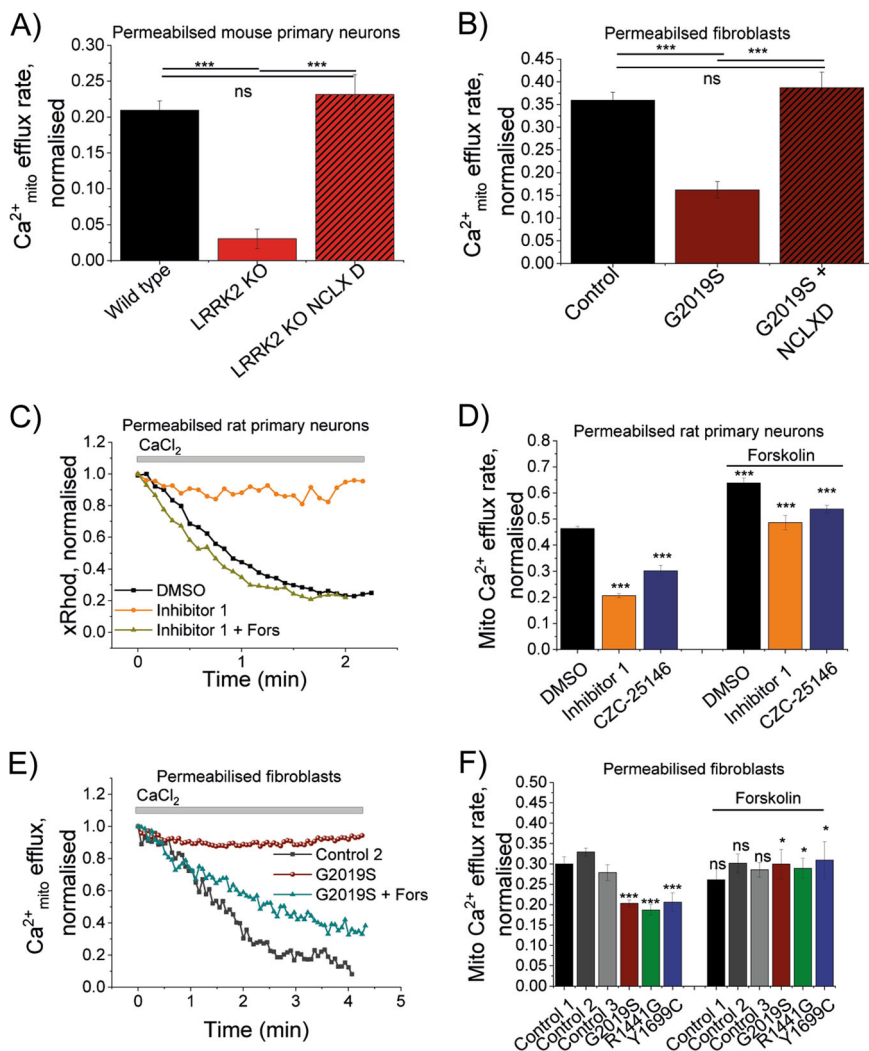 A)
Permeabilsed mouse primary neurons
Ca2+mito efflux rate,
normalised
0.30
0.25
0.20
0.15
0.10
0.05
0.00
*** ***
ns
Wild type
LRRK2 KO
LRRK2 KO NCLX D
B)
Permeabilsed fibroblasts
Ca2+mito efflux rate,
normalised
0.45
0.40
0.35
0.30
0.25
0.20
0.15
0.10
0.05
0.00
*** ***
ns
Control
G2019S
G2019S +
NCLXD
C)
Permeabilsed rat primary neurons
CaCl2
xRhod, normalised
1.2
1.0
0.8
0.6
0.4
0.2
0.0
DMSO
Inhibitor 1
Inhibitor 1 + Fors
0 1 2
Time (min)
D)
Permeabilsed rat primary neurons
Forskolin
Mito Ca2+ efflux rate,
normalised
0.8
0.7
0.6
0.5
0.4
0.3
0.2
0.1
0.0
*** *** *** *** ***
DMSO
Inhibitor 1
CZC-25146
DMSO
Inhibitor 1
CZC-25146
E)
Permeabilised fibroblasts
CaCl2
Ca2+mito efflux,
normalised
1.2
1.0
0.8
0.6
0.4
0.2
0.0
Control 2
G2019S
G2019S + Fors
0 1 2 3 4 5
Time (min)
F)
Permeabilised fibroblasts
Forskolin
Mito Ca2+ efflux rate,
normalised
0.50
0.45
0.40
0.35
0.30
0.25
0.20
0.15
0.10
0.05
0.00
*** *** *** ns ns ns * * *
Control 1
Control 2
Control 3
G2019S
R1441G
Y1699C
Control 1
Control 2
Control 3
G2019S
R1441G
Y1699C